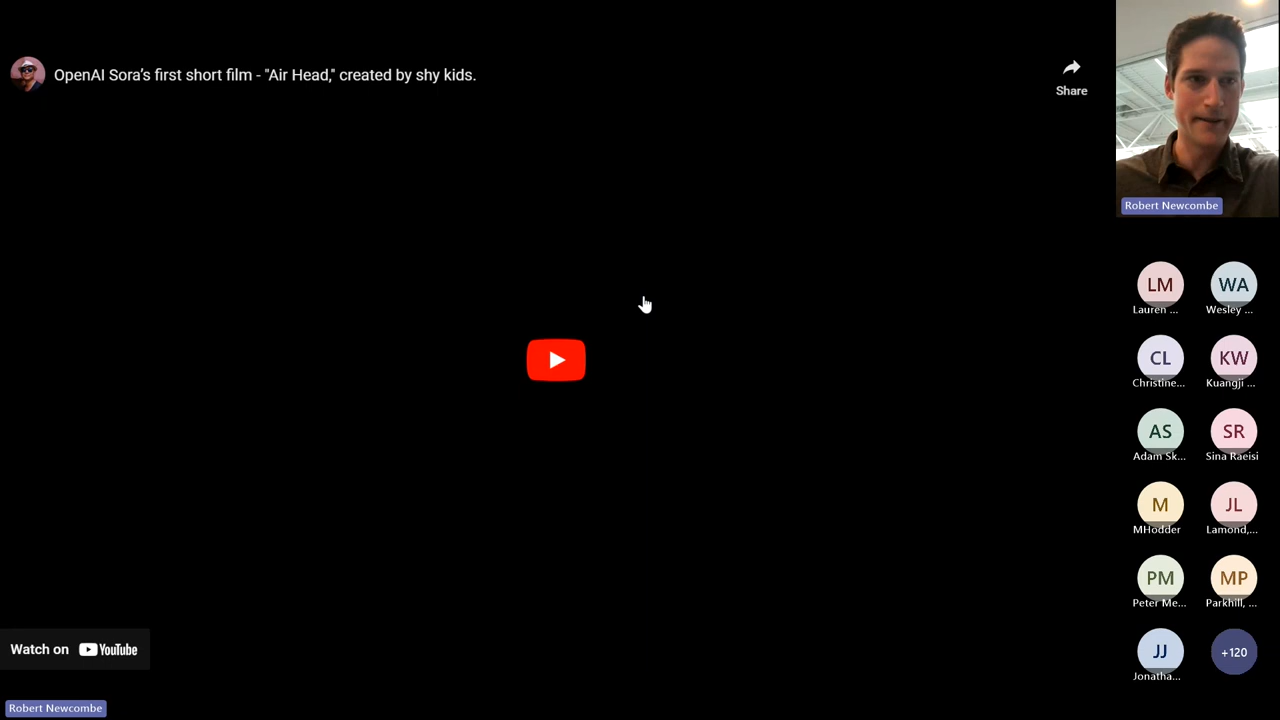 OpenAI Sora's first short film - "Air Head," created by shy kids.
Share
Robert Newcombe
LM
Lauren ...
WA
Wesley ...
CL
Christine...
KW
Kuangji ...
AS
Adam Sk...
SR
Sina Raeisi
M
MHodder
JL
Lamond,...
PM
Peter Me...
MP
Parkhill, ...
JJ
Jonatha...
+120
Watch on YouTube
Robert Newcombe